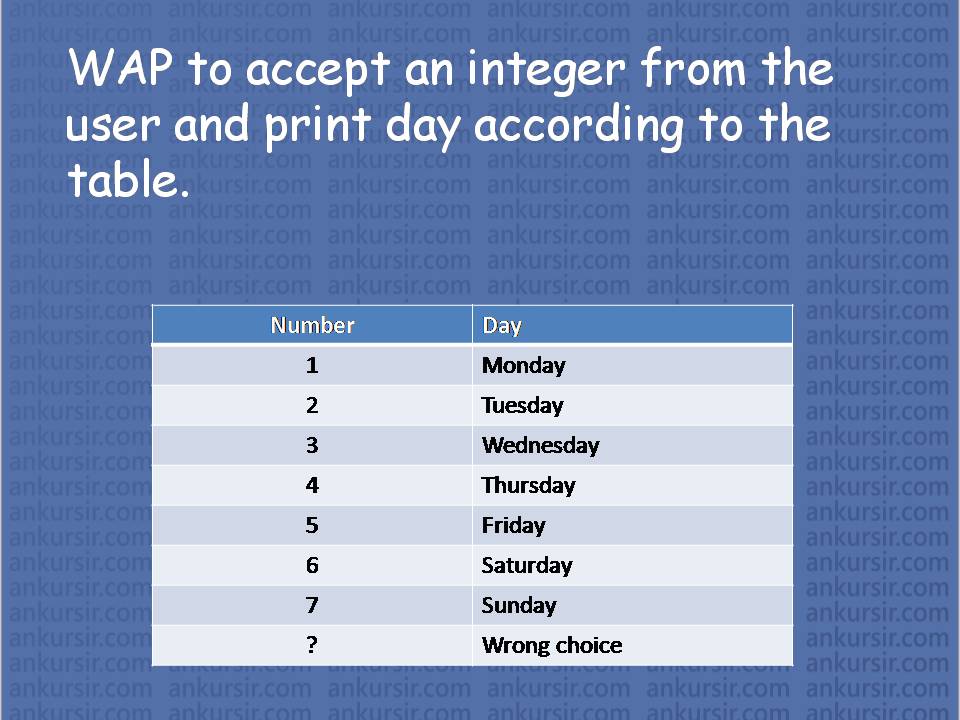 WAP to accept an integer from the
user and print day according to the
table.
Number Day
1 Monday
2 Tuesday
3 Wednesday
4 Thursday
5 Friday
6 Saturday
7 Sunday
? Wrong choice
ankursir.com